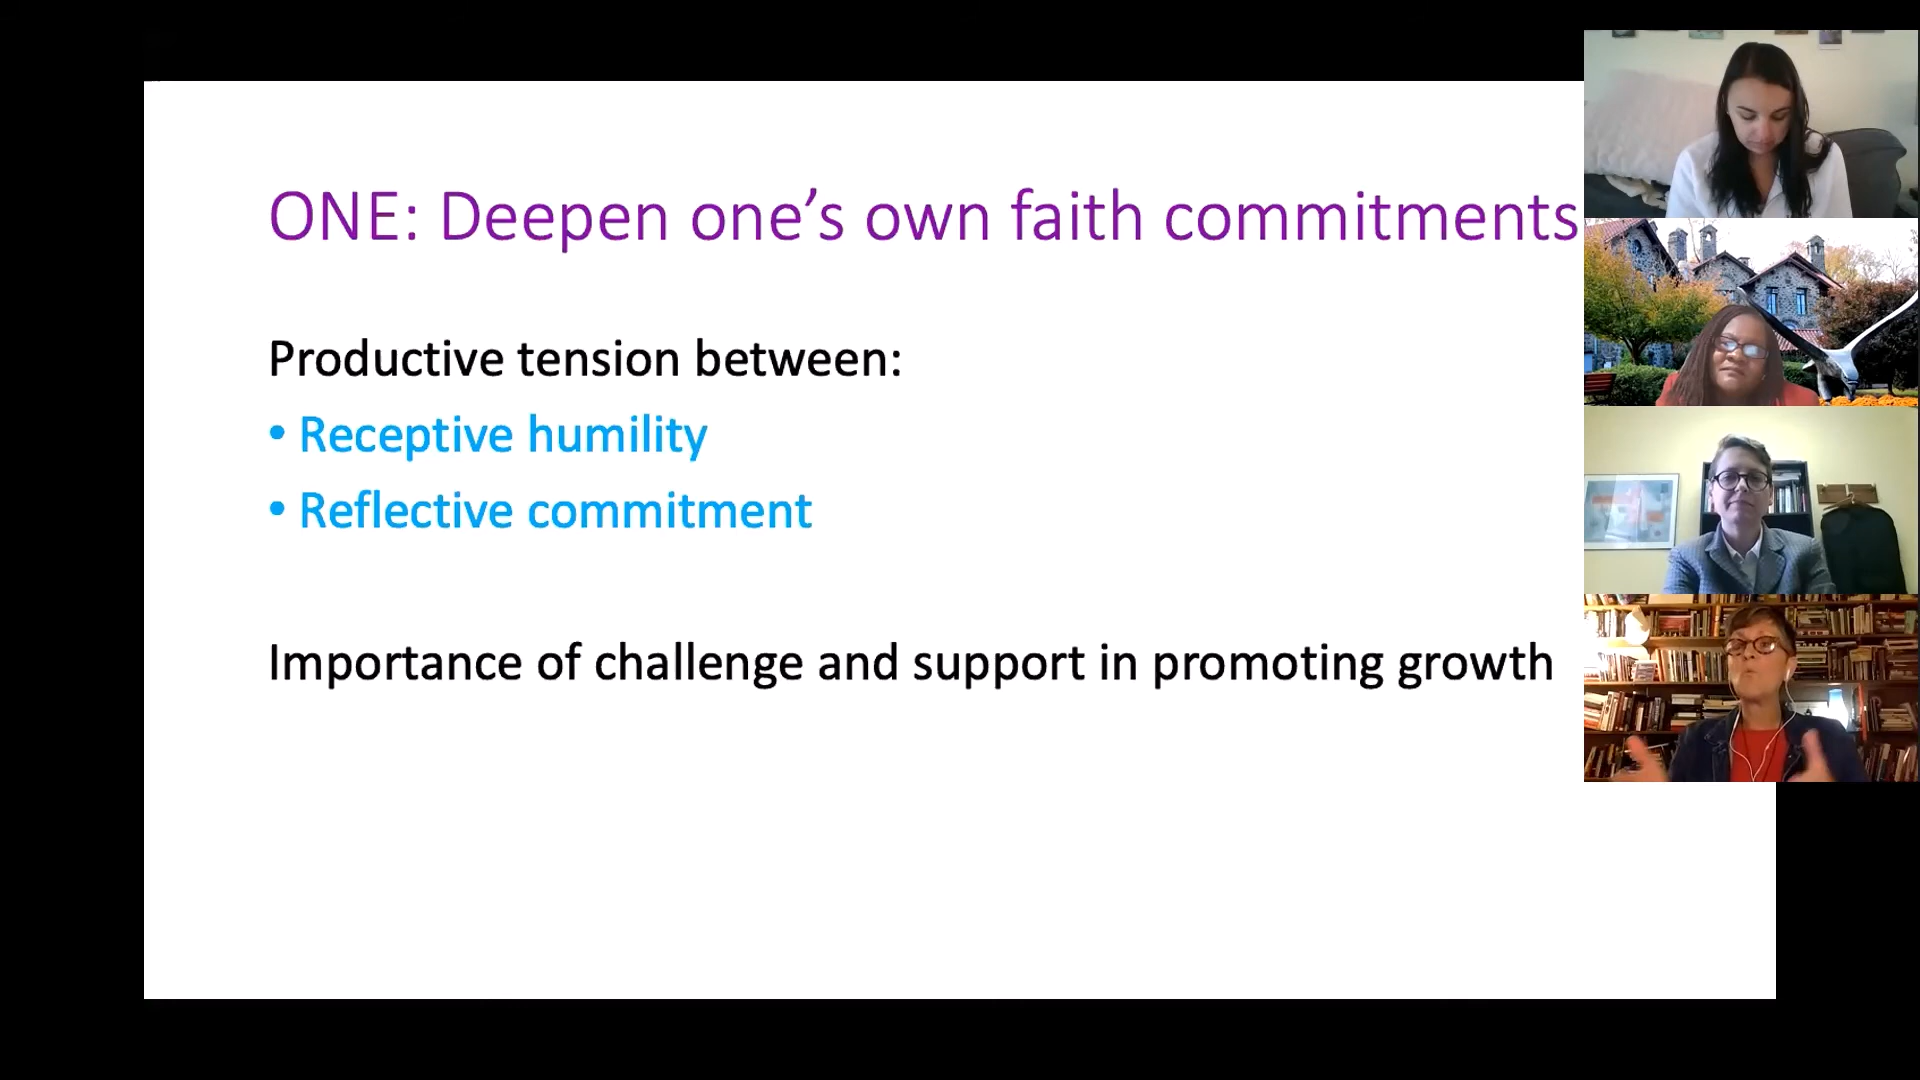 ONE: Deepen one’s own faith commitments
Productive tension between:
• Receptive humility
• Reflective commitment
Importance of challenge and support in promoting growth